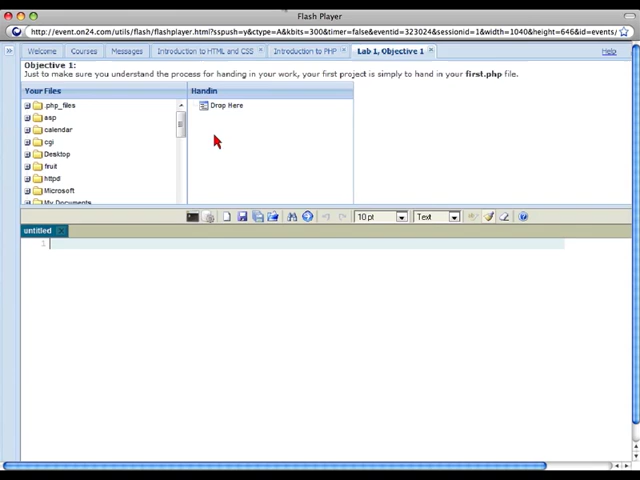 Flash Player
http://event.on24.com/utils/flash/flashplayer.html?sspush=y&ctype=A&kbits=300&timer=false&eventid=323024&sessionid=1&width=1040&height=646&id=events/
Welcome Courses Messages Introduction to HTML and CSS Introduction to PHP Lab 1, Objective 1 Help
Objective 1:
Just to make sure you understand the process for handing in your work, your first project is simply to hand in your first.php file.
Your Files Handin
.php_files Drop Here
asp
calendar
cgi
Desktop
fruit
httpd
Microsoft
My Documents
10 pt Text
untitled
1